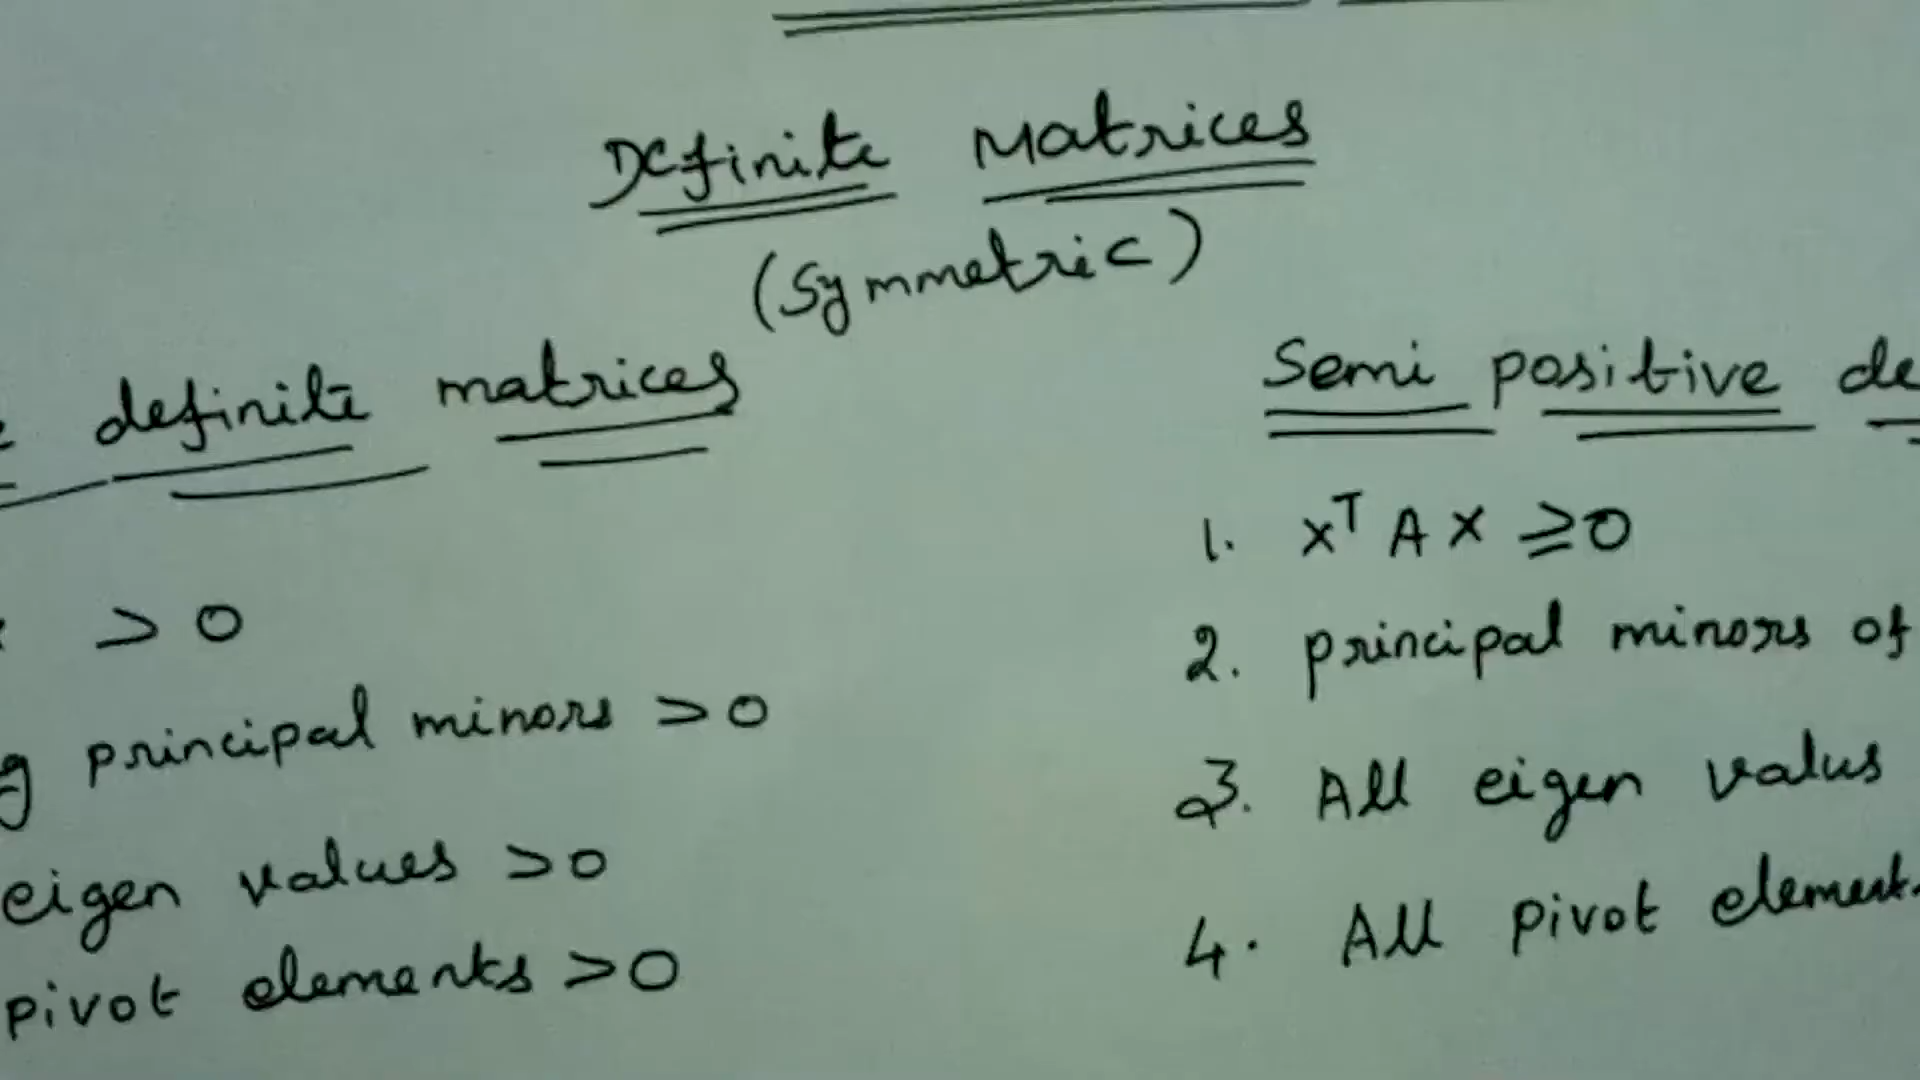 Definite Matrices
(Symmetric)
definite matrices
> 0
principal minors > 0
eigen values > 0
pivot elements > 0
Semi positive de
1. xᵀ A x ⩾ 0
2. principal minors of
3. All eigen valus
4. All pivot element